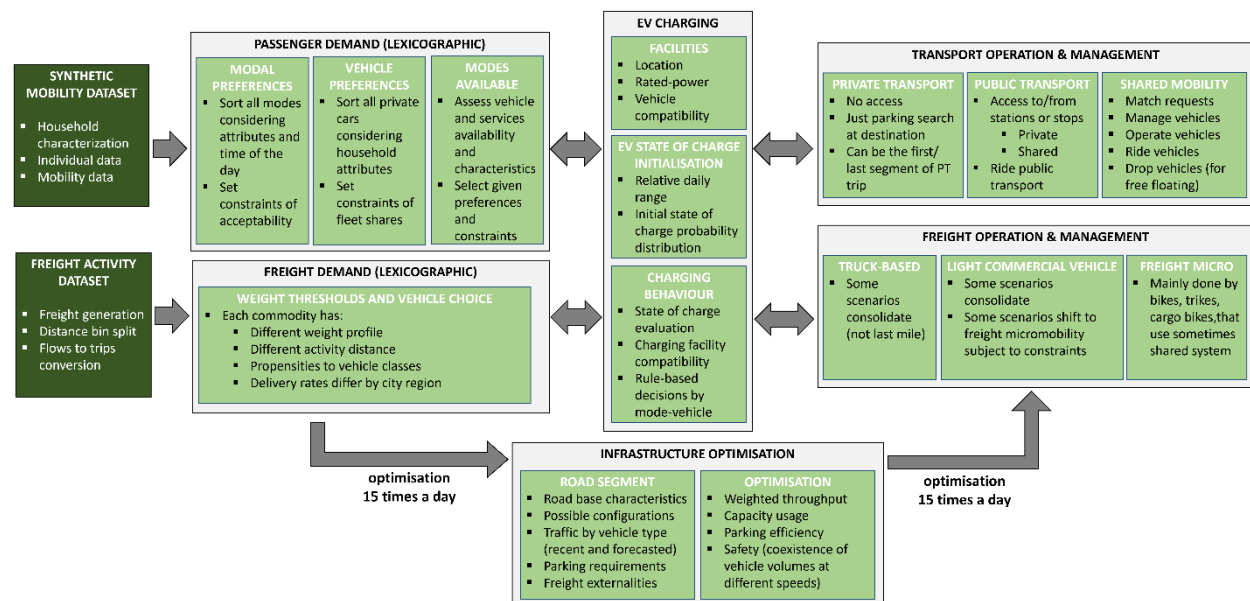 SYNTHETIC
MOBILITY DATASET
▪ Household
characterization
▪ Individual data
▪ Mobility data
PASSENGER DEMAND (LEXICOGRAPHIC)
MODAL
PREFERENCES
▪ Sort all modes
considering
attributes and
time of the
day
▪ Set
constraints of
acceptability
VEHICLE
PREFERENCES
▪ Sort all private
cars
considering
household
attributes
▪ Set
constraints of
fleet shares
MODES
AVAILABLE
▪ Assess vehicle
and services
availability
and
characteristics
▪ Select given
preferences
and
constraints
EV CHARGING
FACILITIES
▪ Location
▪ Rated-power
▪ Vehicle
compatibility
EV STATE OF CHARGE
INITIALISATION
▪ Relative daily
range
▪ Initial state of
charge probability
distribution
CHARGING
BEHAVIOUR
▪ State of charge
evaluation
▪ Charging facility
compatibility
▪ Rule-based
decisions by
mode-vehicle
TRANSPORT OPERATION & MANAGEMENT
PRIVATE TRANSPORT
▪ No access
▪ Just parking search
at destination
▪ Can be the first/
last segment of PT
trip
PUBLIC TRANSPORT
▪ Access to/from
stations or stops
▪ Private
▪ Shared
▪ Ride public
transport
SHARED MOBILITY
▪ Match requests
▪ Manage vehicles
▪ Operate vehicles
▪ Ride vehicles
▪ Drop vehicles (for
free floating)
FREIGHT ACTIVITY
DATASET
▪ Freight generation
▪ Distance bin split
▪ Flows to trips
conversion
FREIGHT DEMAND (LEXICOGRAPHIC)
WEIGHT THRESHOLDS AND VEHICLE CHOICE
▪ Each commodity has:
▪ Different weight profile
▪ Different activity distance
▪ Propensities to vehicle classes
▪ Delivery rates differ by city region
FREIGHT OPERATION & MANAGEMENT
TRUCK-BASED
▪ Some
scenarios
consolidate
(not last mile)
LIGHT COMMERCIAL VEHICLE
▪ Some scenarios
consolidate
▪ Some scenarios shift to
freight micromobility
subject to constraints
FREIGHT MICRO
▪ Mainly done by
bikes, trikes,
cargo bikes,that
use sometimes
shared system
optimisation
15 times a day
INFRASTRUCTURE OPTIMISATION
ROAD SEGMENT
▪ Road base characteristics
▪ Possible configurations
▪ Traffic by vehicle type
(recent and forecasted)
▪ Parking requirements
▪ Freight externalities
OPTIMISATION
▪ Weighted throughput
▪ Capacity usage
▪ Parking efficiency
▪ Safety (coexistence of
vehicle volumes at
different speeds)
optimisation
15 times a day